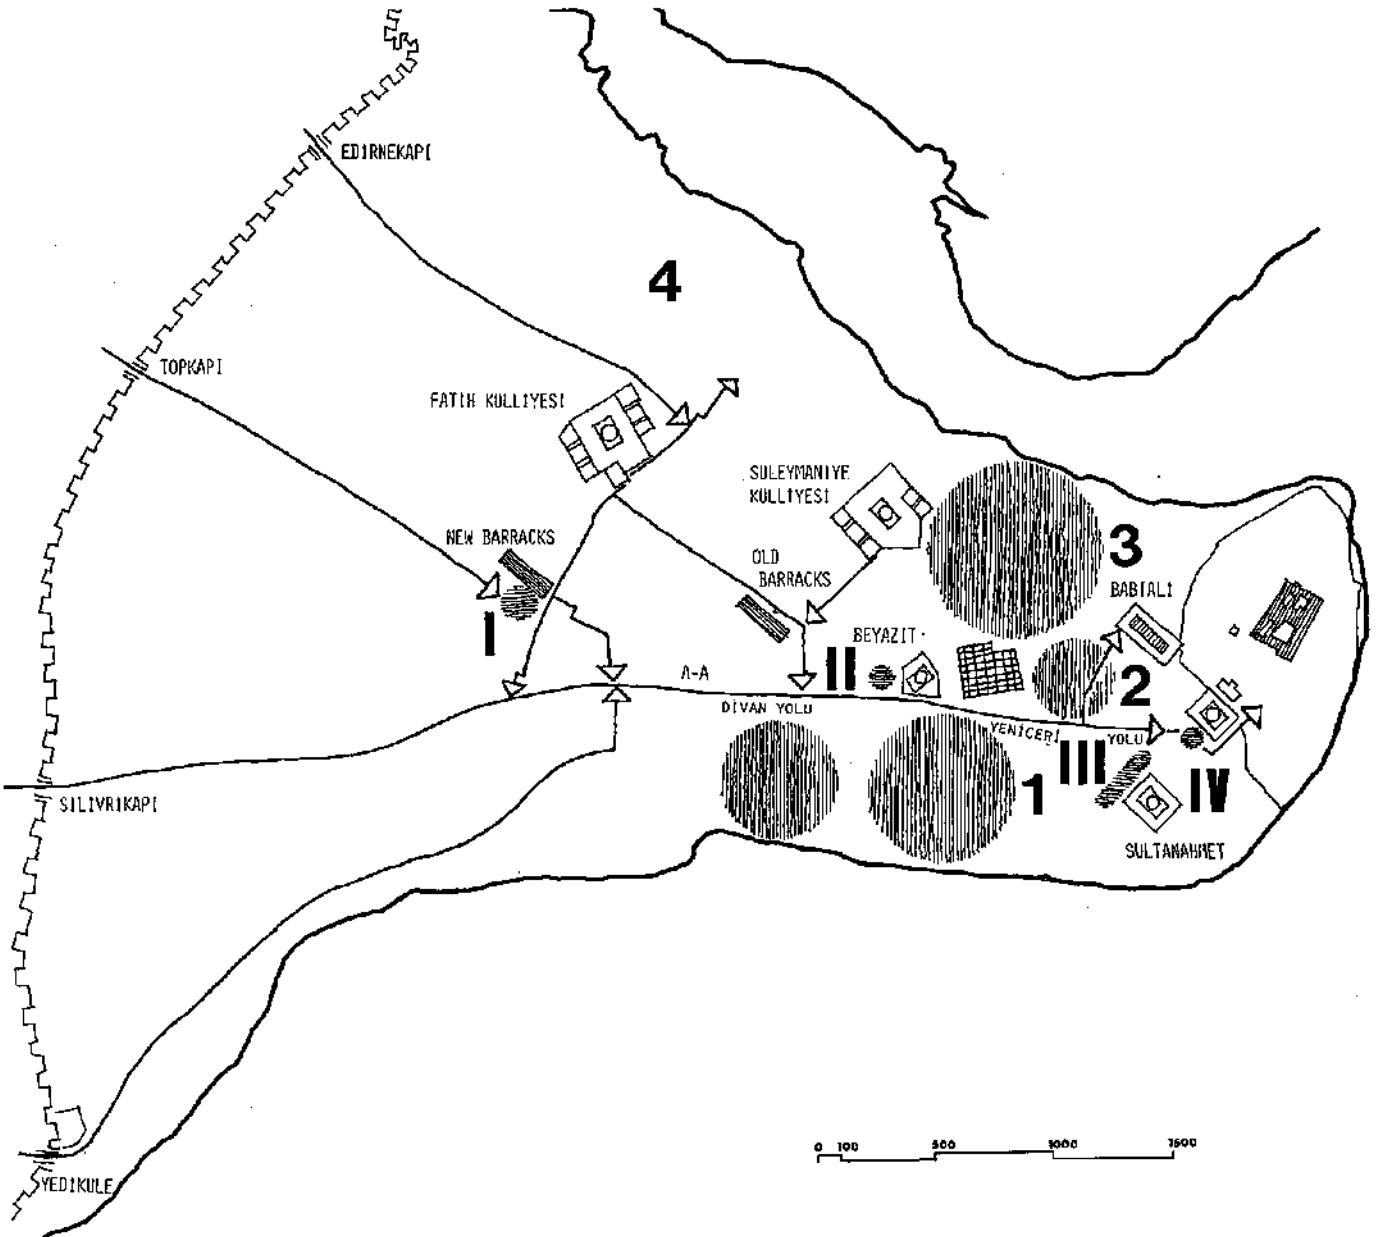 EDIRNEKAPI
4
TOPKAPI
FATIH KULLIYESI
SULEYMANIYE
KULLIYESI
NEW BARRACKS
OLD
BARRACKS
3
BABIALI
I
BEYAZIT
II
A-A
2
DIVAN YOLU
YENIÇERI
YOLU
III
IV
1
SILIVRIKAPI
SULTANAHMET
0 100 500 1000 1500
YEDIKULE